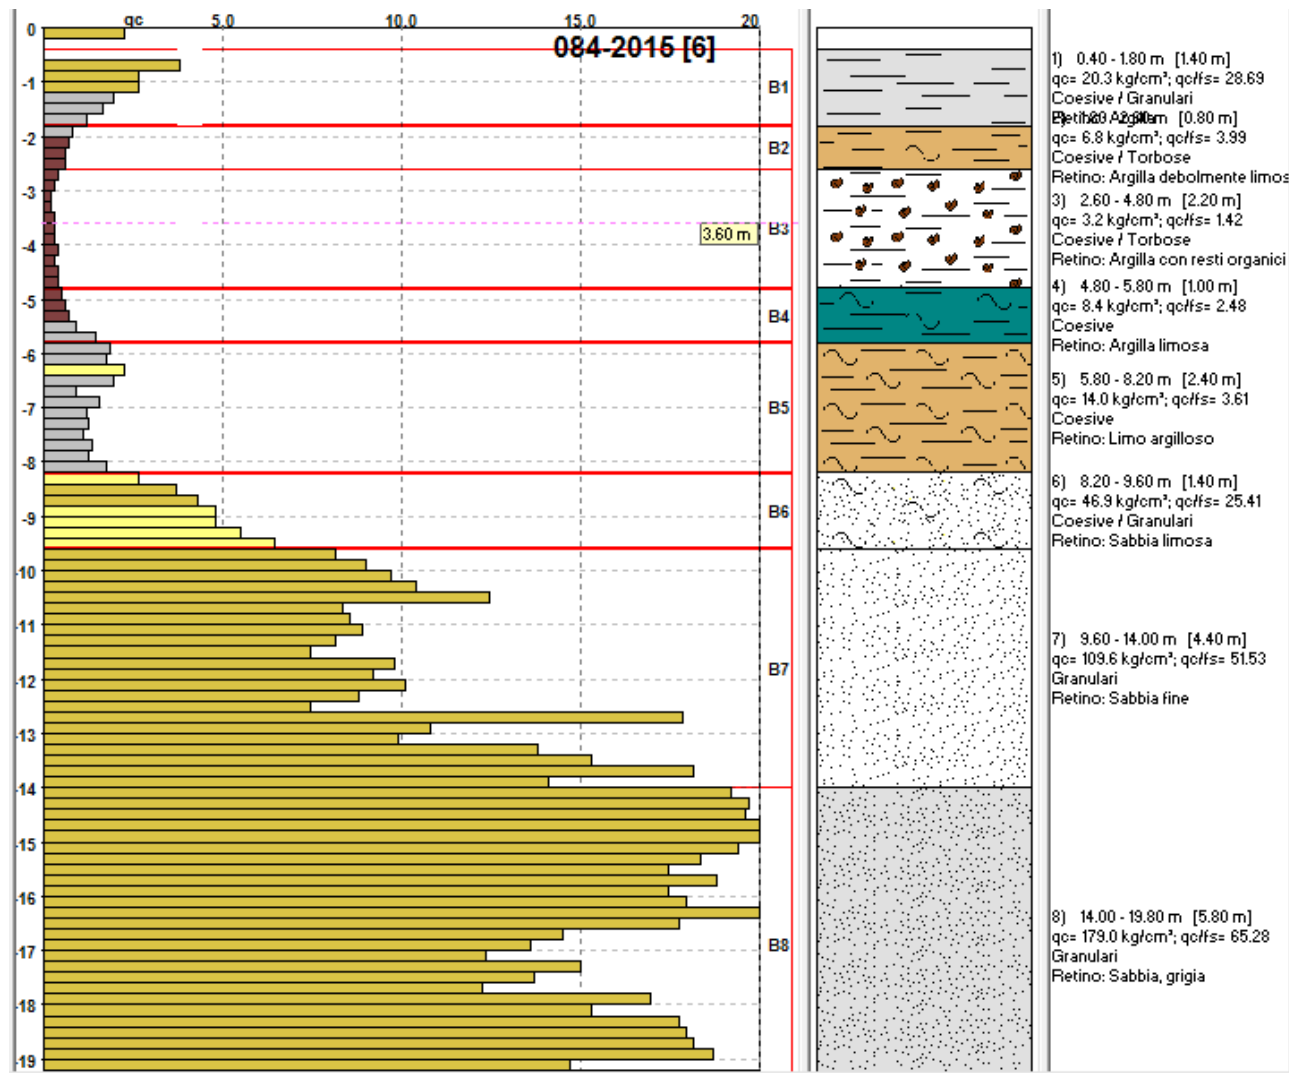 qc 5.0 10.0 15.0 20
084-2015 [6]
0
-1
-2
-3
-4
-5
-6
-7
-8
-9
-10
-11
-12
-13
-14
-15
-16
-17
-18
-19
B1
B2
B3
3.60 m
B4
B5
B6
B7
B8
1) 0.40 - 1.80 m [1.40 m]
qc= 20.3 kg/cm²; qc/fs= 28.69
Coesive / Granulari
Retino: Argilla
m [0.80 m]
qc= 6.8 kg/cm²; qc/fs= 3.99
Coesive / Torbose
Retino: Argilla debolmente limos
3) 2.60 - 4.80 m [2.20 m]
qc= 3.2 kg/cm²; qc/fs= 1.42
Coesive / Torbose
Retino: Argilla con resti organici
4) 4.80 - 5.80 m [1.00 m]
qc= 8.4 kg/cm²; qc/fs= 2.48
Coesive
Retino: Argilla limosa
5) 5.80 - 8.20 m [2.40 m]
qc= 14.0 kg/cm²; qc/fs= 3.61
Coesive
Retino: Limo argilloso
6) 8.20 - 9.60 m [1.40 m]
qc= 46.9 kg/cm²; qc/fs= 25.41
Coesive / Granulari
Retino: Sabbia limosa
7) 9.60 - 14.00 m [4.40 m]
qc= 109.6 kg/cm²; qc/fs= 51.53
Granulari
Retino: Sabbia fine
8) 14.00 - 19.80 m [5.80 m]
qc= 179.0 kg/cm²; qc/fs= 65.28
Granulari
Retino: Sabbia, grigia